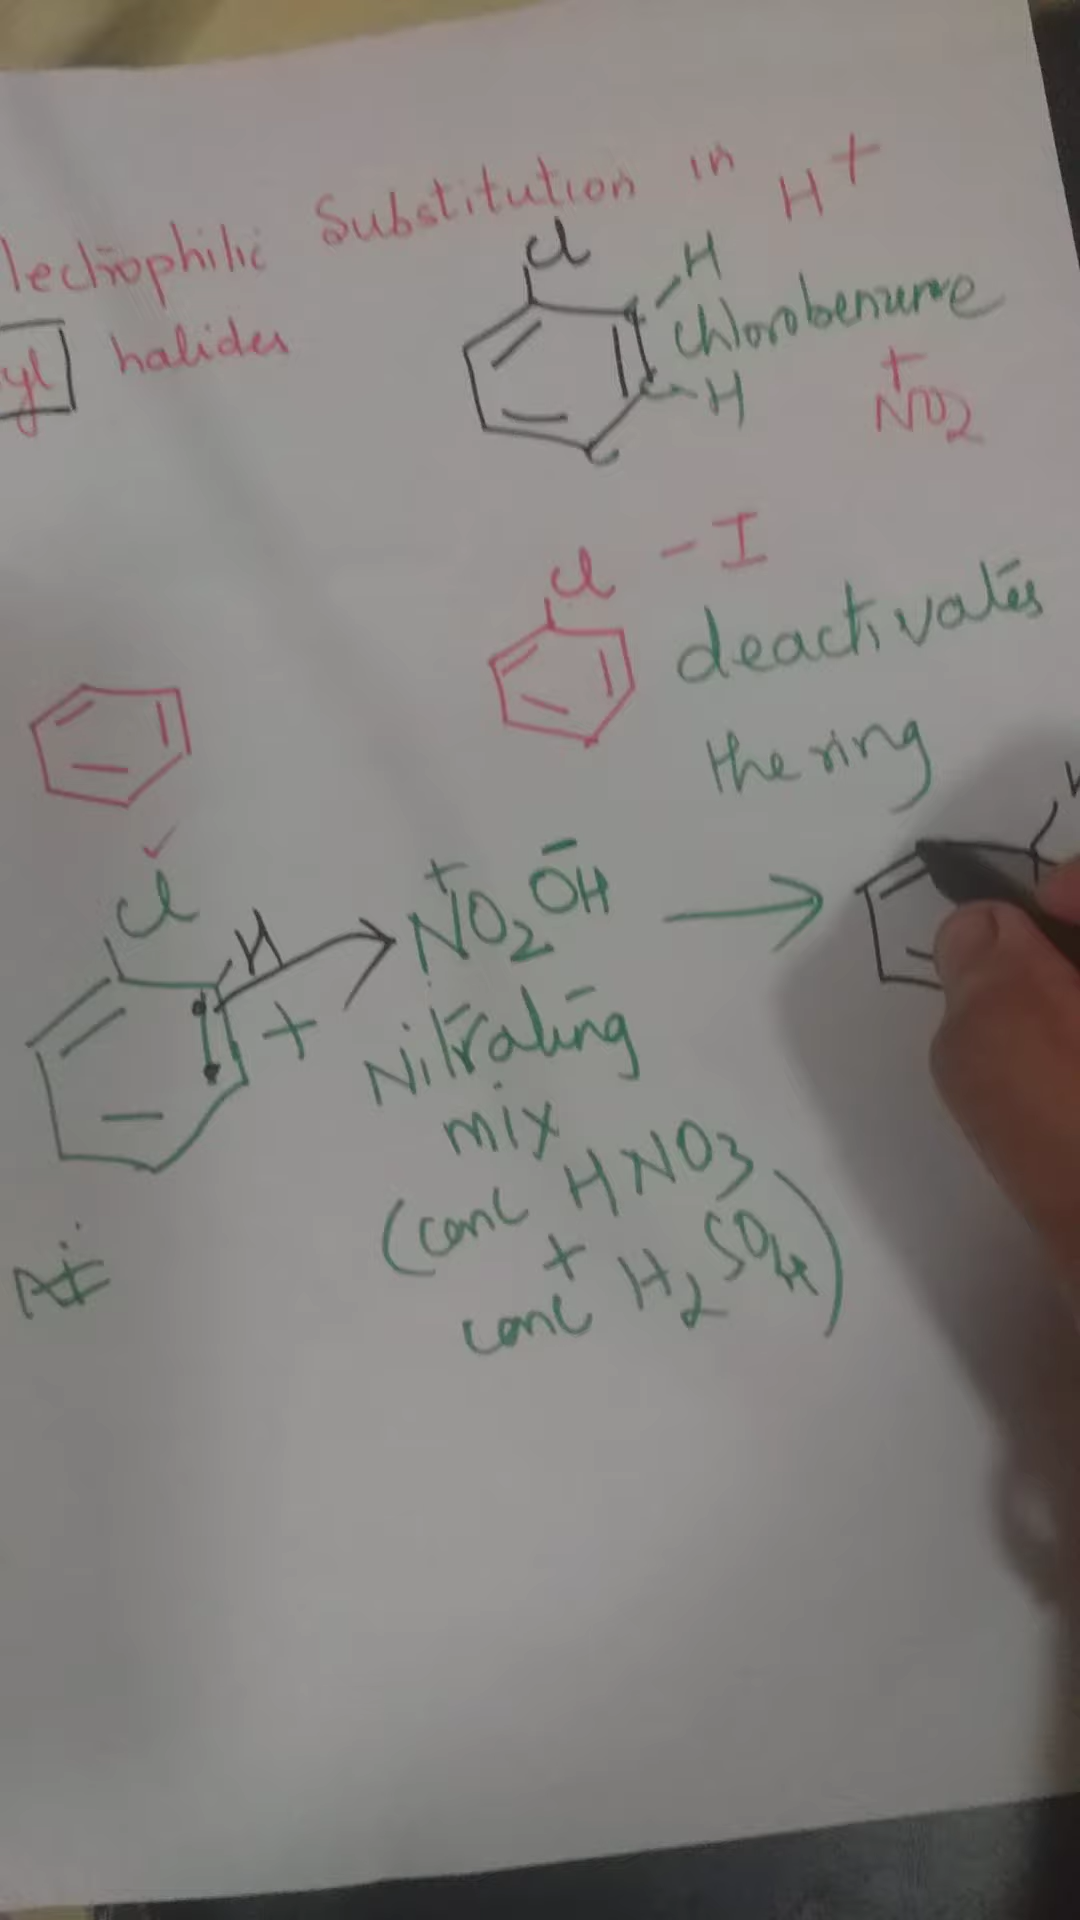 lectrophilic Substitution in H+
yl halides
Cl
H
Chlorobenzene
H
+
NO2
Cl - I
deactivates
the ring
Cl
H
+
+
NO2 OH-
Nitrating
mix
(conc HNO3
+
conc H2SO4)